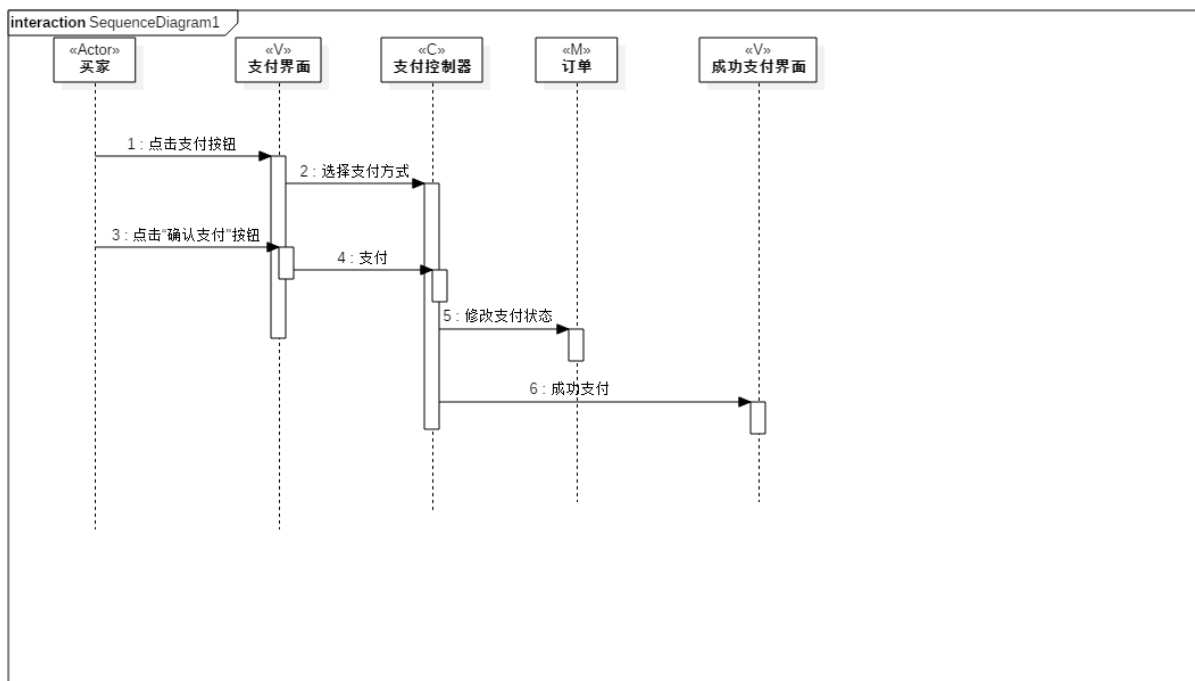 interaction SequenceDiagram1
«Actor»
买家
«V»
支付界面
«C»
支付控制器
«M»
订单
«V»
成功支付界面
1 : 点击支付按钮
2 : 选择支付方式
3 : 点击“确认支付”按钮
4 : 支付
5 : 修改支付状态
6 : 成功支付